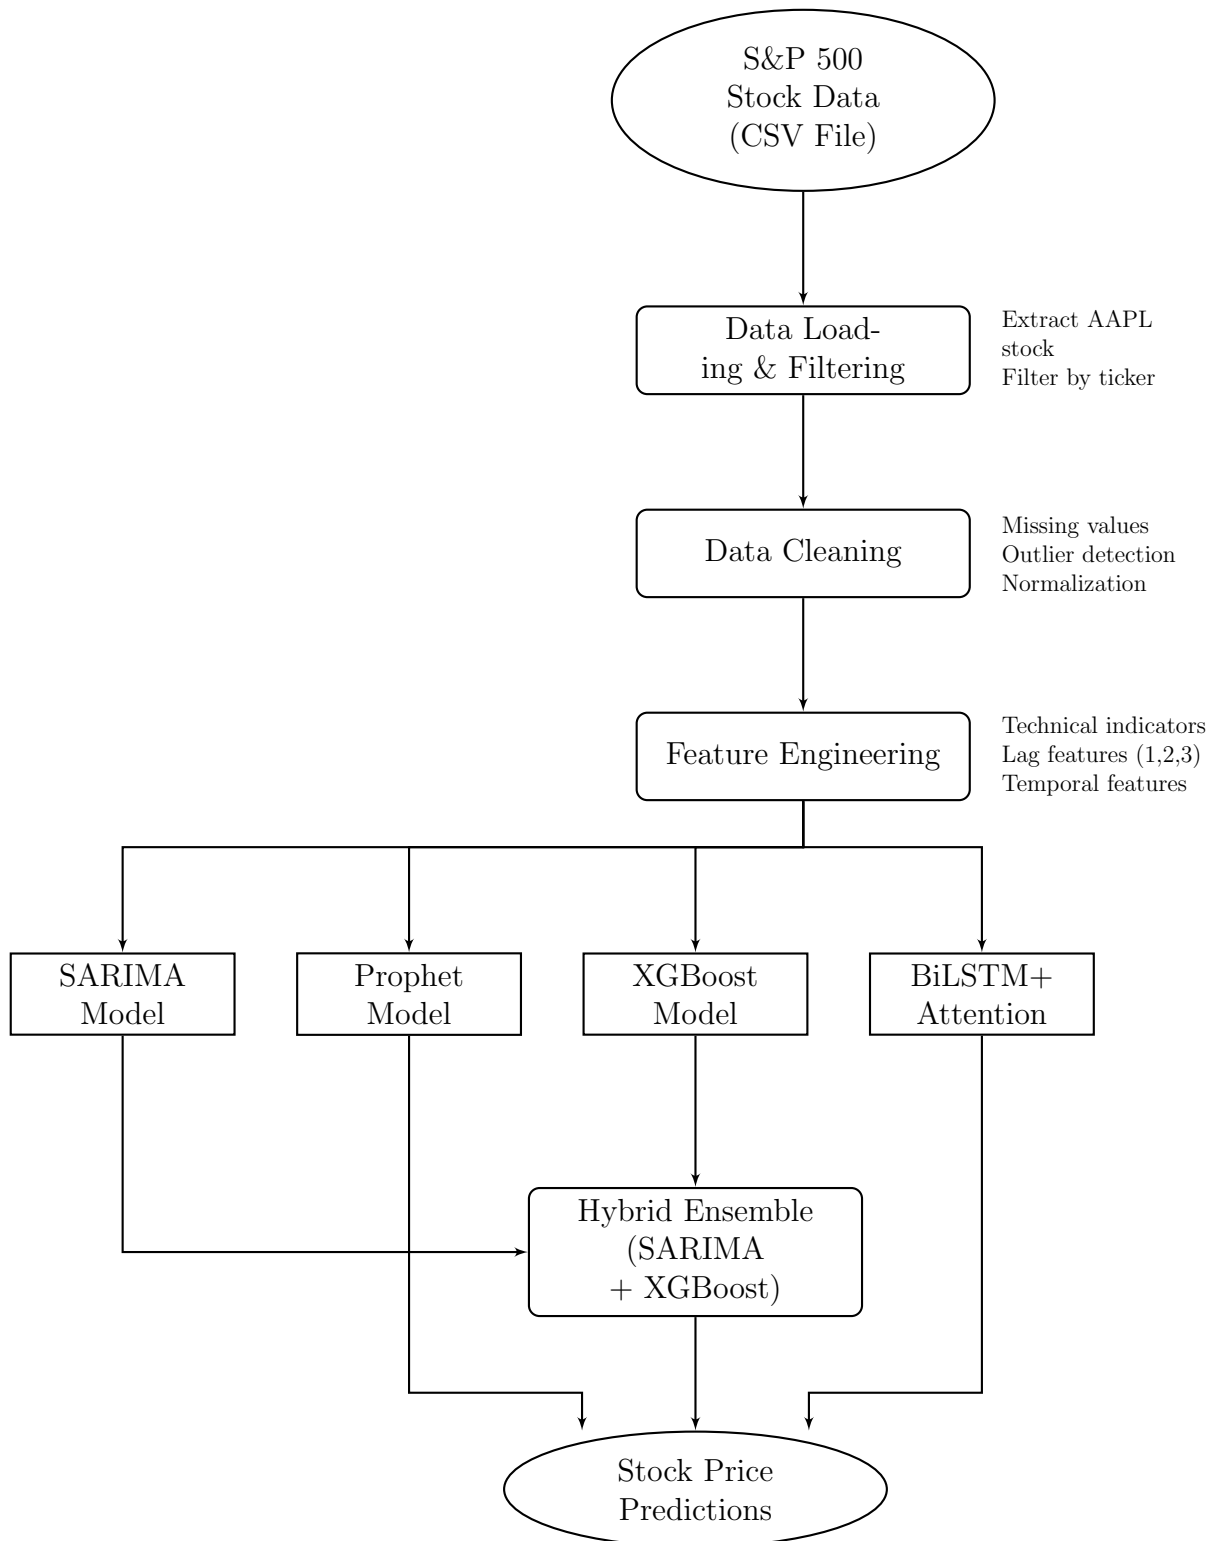 S&P 500
Stock Data
(CSV File)
Data Load-
ing & Filtering
Extract AAPL
stock
Filter by ticker
Data Cleaning
Missing values
Outlier detection
Normalization
Feature Engineering
Technical indicators
Lag features (1,2,3)
Temporal features
SARIMA
Model
Prophet
Model
XGBoost
Model
BiLSTM+
Attention
Hybrid Ensemble
(SARIMA
+ XGBoost)
Stock Price
Predictions